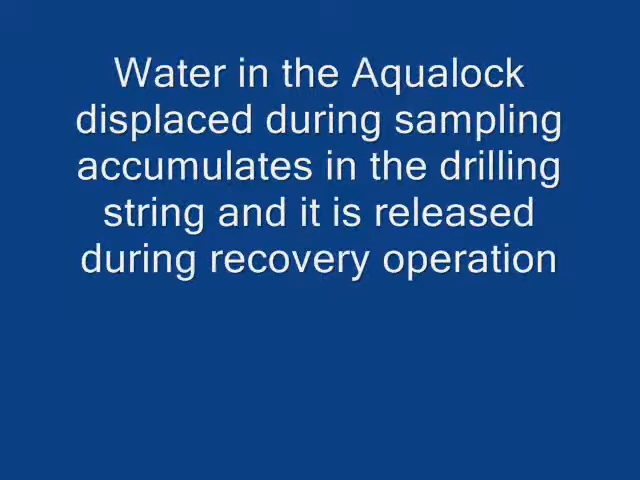 Water in the Aqualock
displaced during sampling
accumulates in the drilling
string and it is released
during recovery operation